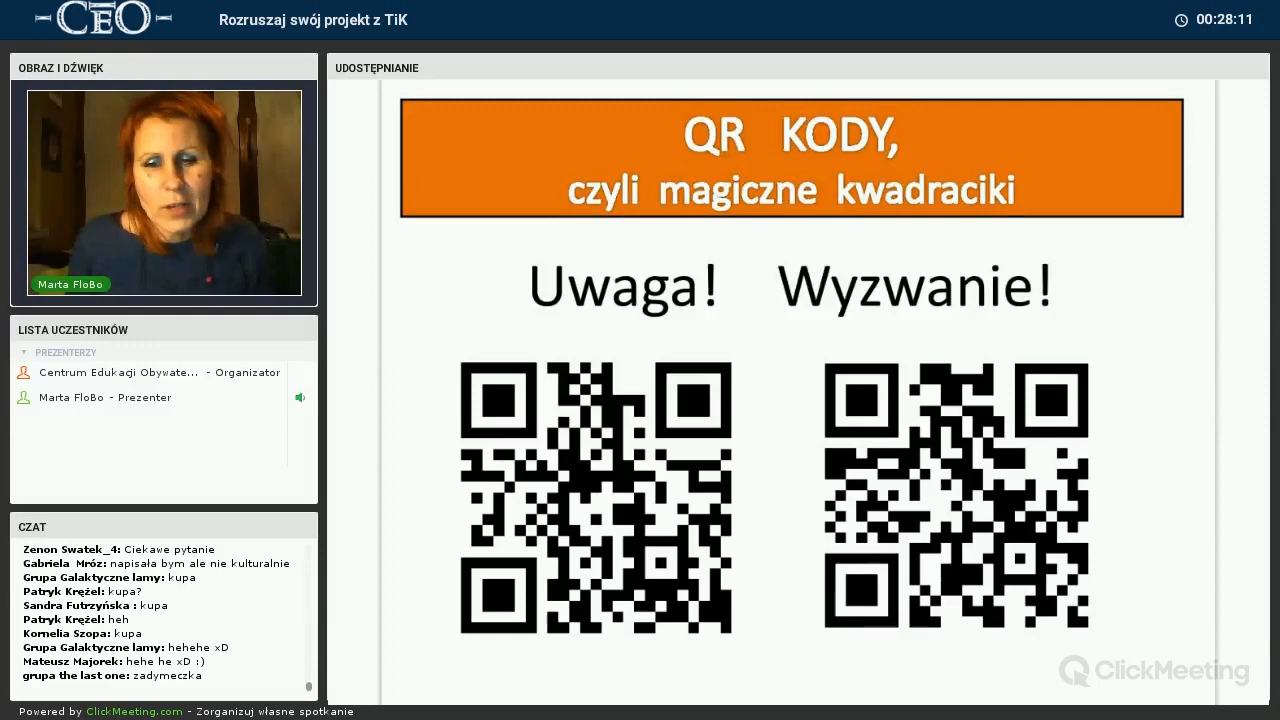 CEO
Rozruszaj swój projekt z TiK
00:28:11
OBRAZ I DŹWIĘK
Marta FloBo
LISTA UCZESTNIKÓW
PREZENTERZY
Centrum Edukacji Obywate... - Organizator
Marta FloBo - Prezenter
CZAT
Zenon Swatek_4: Ciekawe pytanie
Gabriela Mróz: napisała bym ale nie kulturalnie
Grupa Galaktyczne lamy: kupa
Patryk Krężel: kupa?
Sandra Futrzyńska : kupa
Patryk Krężel: heh
Kornelia Szopa: kupa
Grupa Galaktyczne lamy: hehehe xD
Mateusz Majorek: hehe he xD :)
grupa the last one: zadymeczka
UDOSTĘPNIANIE
QR KODY,
czyli magiczne kwadraciki
Uwaga! Wyzwanie!
ClickMeeting
Powered by ClickMeeting.com - Zorganizuj własne spotkanie